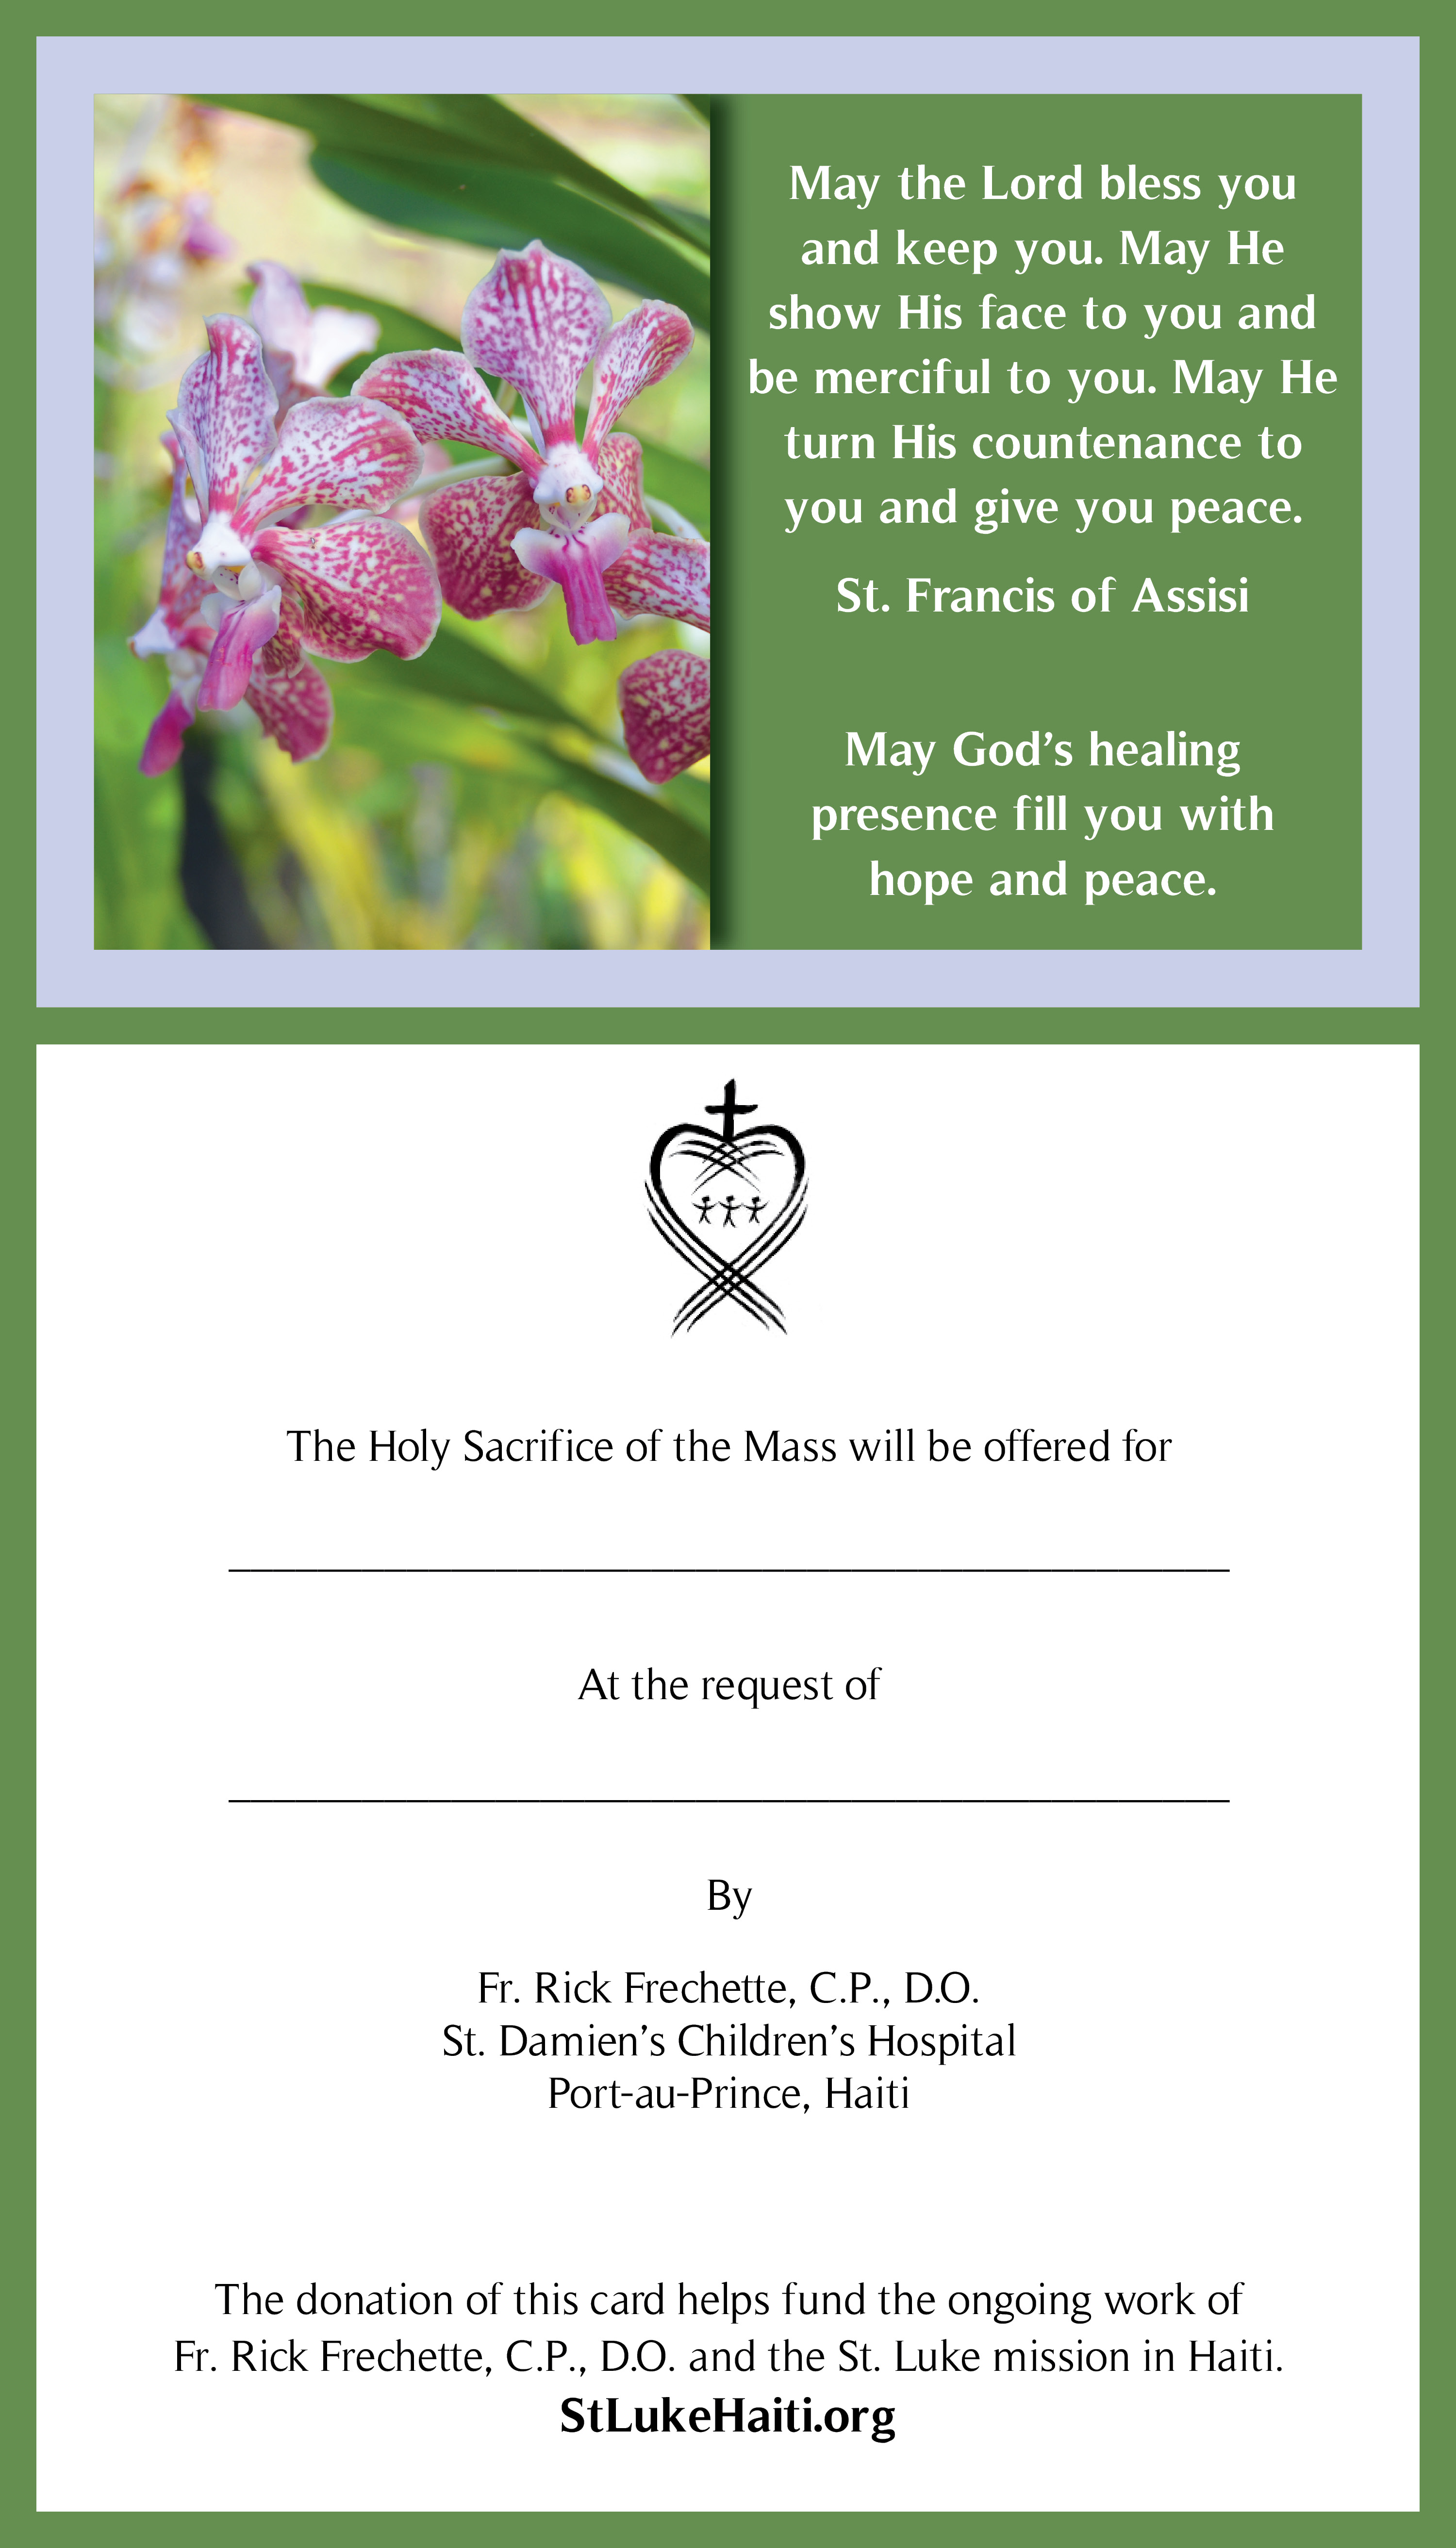 May the Lord bless you
and keep you. May He
show His face to you and
be merciful to you. May He
turn His countenance to
you and give you peace.
St. Francis of Assisi
May God’s healing
presence fill you with
hope and peace.
The Holy Sacrifice of the Mass will be offered for
At the request of
By
Fr. Rick Frechette, C.P., D.O.
St. Damien’s Children’s Hospital
Port-au-Prince, Haiti
The donation of this card helps fund the ongoing work of
Fr. Rick Frechette, C.P., D.O. and the St. Luke mission in Haiti.
StLukeHaiti.org